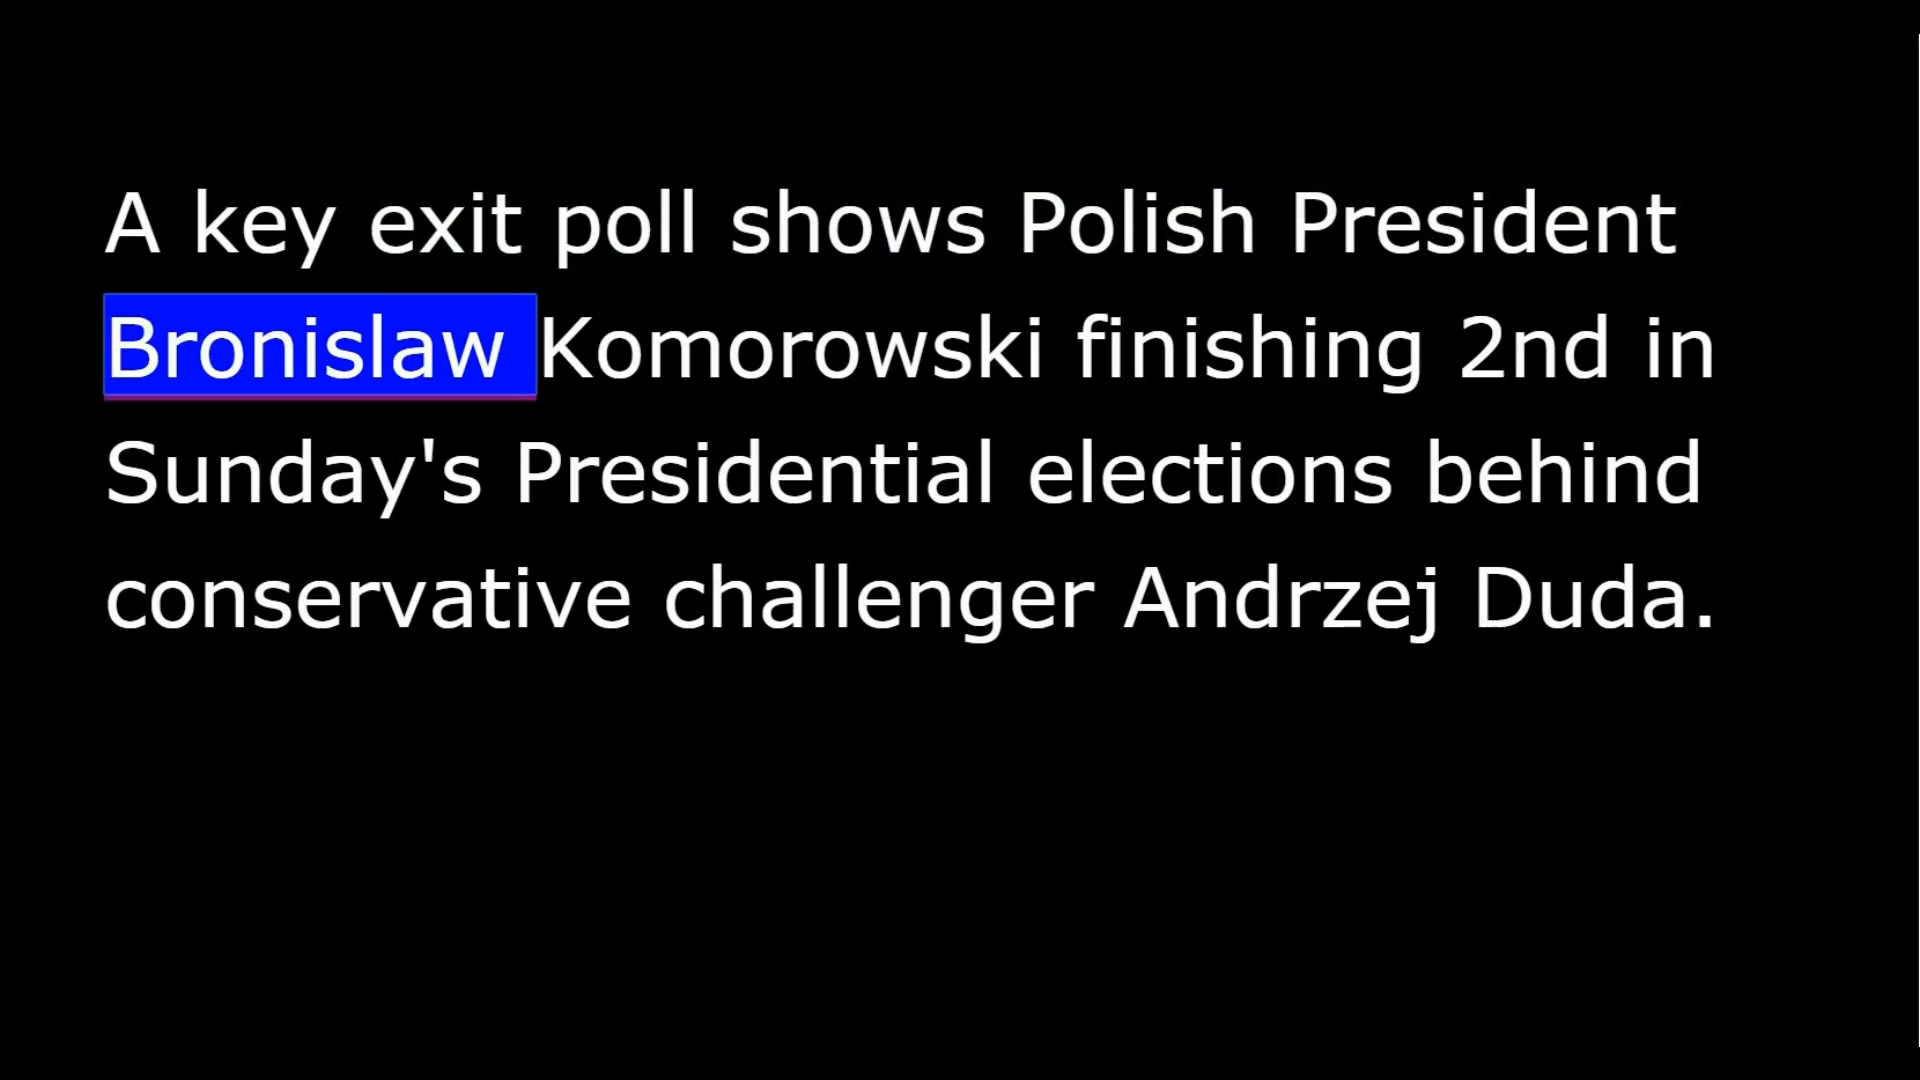 A key exit poll shows Polish President
Bronislaw Komorowski finishing 2nd in
Sunday's Presidential elections behind
conservative challenger Andrzej Duda.